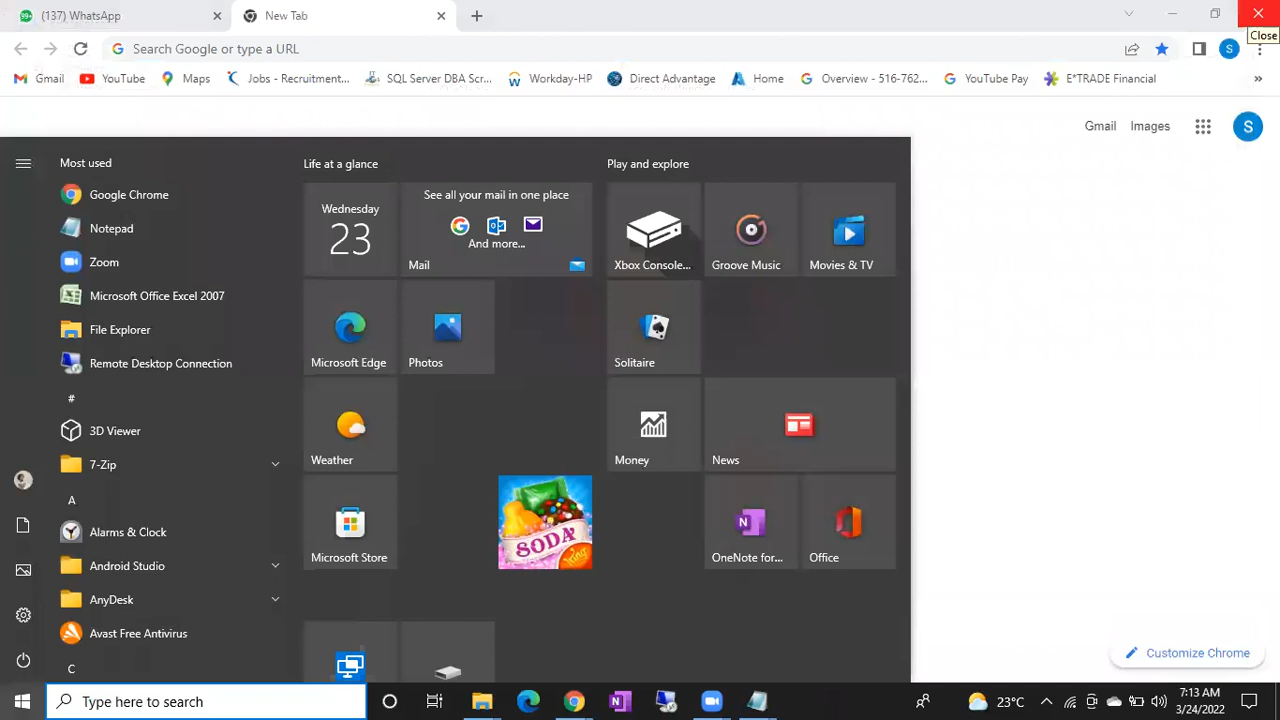 99+ (137) WhatsApp
New Tab
Close
Search Google or type a URL
S
Gmail YouTube Maps Jobs - Recruitment... SQL Server DBA Scr... Workday-HP Direct Advantage Home Overview - 516-762... YouTube Pay E*TRADE Financial »
Gmail Images S
Most used
Google Chrome
Notepad
Zoom
Microsoft Office Excel 2007
File Explorer
Remote Desktop Connection
#
3D Viewer
7-Zip
A
Alarms & Clock
Android Studio
AnyDesk
Avast Free Antivirus
C
Life at a glance
Wednesday
23
See all your mail in one place
And more...
Mail
Microsoft Edge
Photos
Weather
Microsoft Store
SODA
King
Play and explore
Xbox Console...
Groove Music
Movies & TV
Solitaire
Money
News
OneNote for...
Office
Customize Chrome
Type here to search
23°C
7:13 AM
3/24/2022